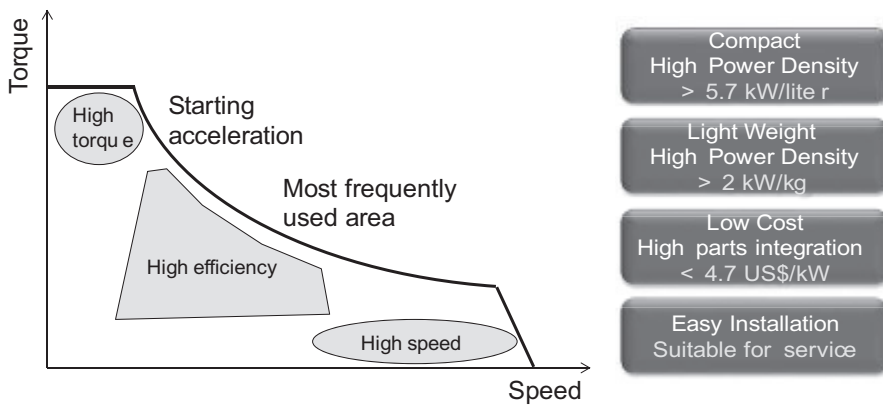 Torque
High
torque
Starting
acceleration
Most frequently
used area
High efficiency
High speed
Speed
Compact
High Power Density
> 5.7 kW/lite r
Light Weight
High Power Density
> 2 kW/kg
Low Cost
High parts integration
< 4.7 US$/kW
Easy Installation
Suitable for service